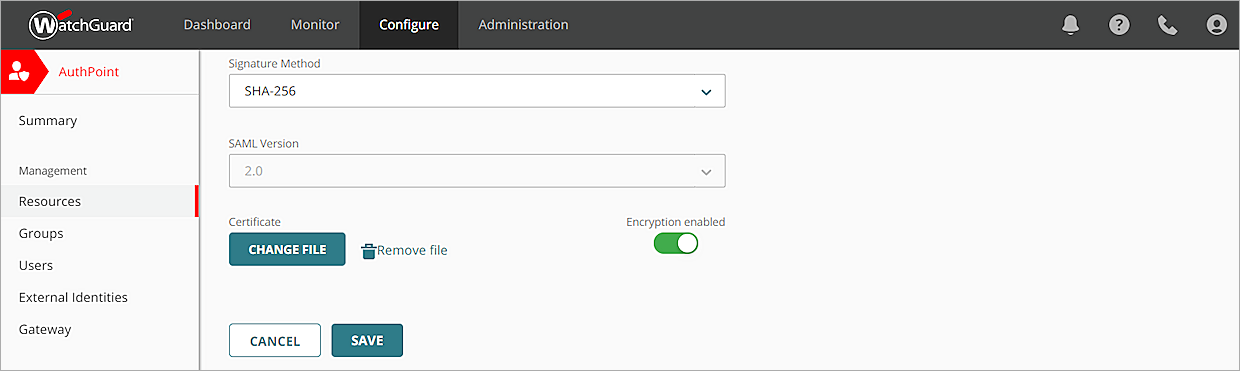 WatchGuard Dashboard Monitor Configure Administration
AuthPoint
Summary
Management
Resources
Groups
Users
External Identities
Gateway
Signature Method
SHA-256
SAML Version
2.0
Certificate
Encryption enabled
CHANGE FILE
Remove file
CANCEL
SAVE